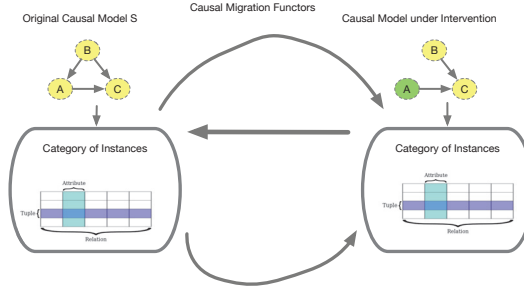 Causal Migration Functors
Original Causal Model S
Causal Model under Intervention
B
A
C
B
A
C
Category of Instances
Attribute
Tuple
Relation
Category of Instances
Attribute
Tuple
Relation